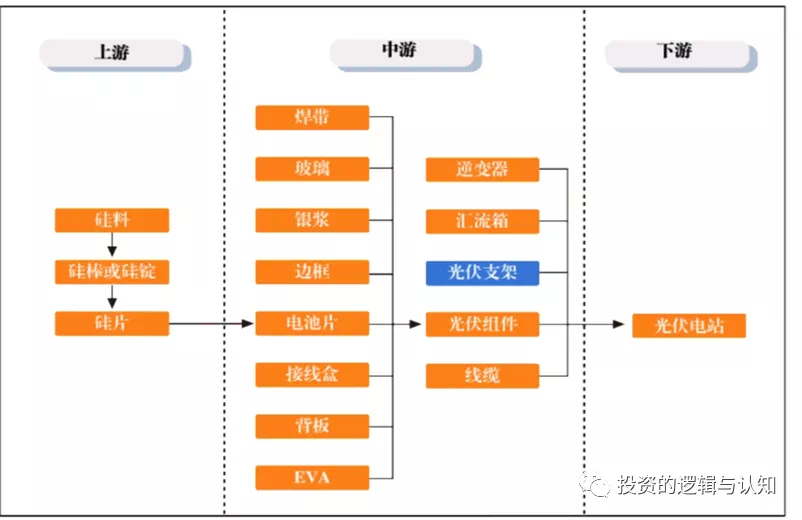 上游
中游
下游
硅料
硅棒或硅锭
硅片
焊带
玻璃
银浆
边框
电池片
接线盒
背板
EVA
逆变器
汇流箱
光伏支架
光伏组件
线缆
光伏电站
投资的逻辑与认知